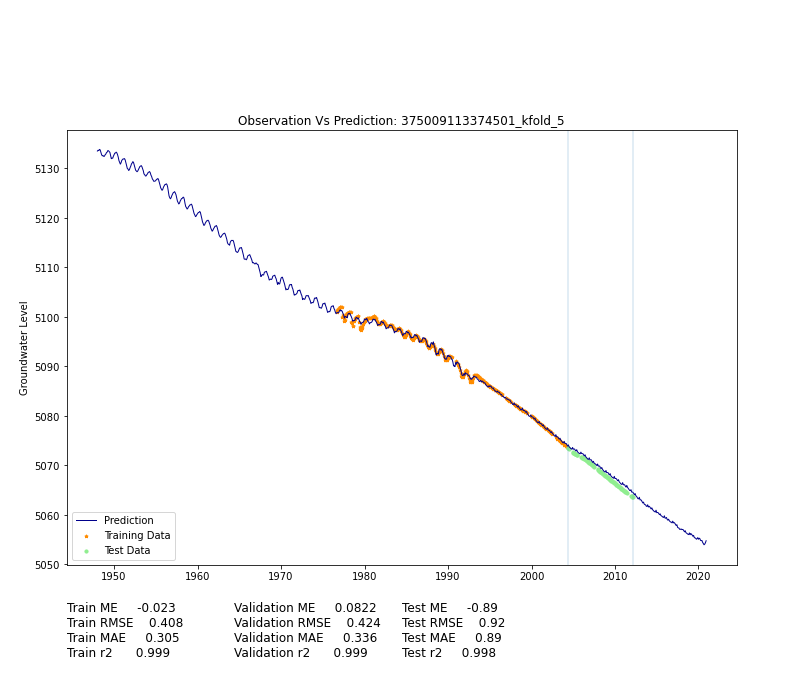 Observation Vs Prediction: 375009113374501_kfold_5
Groundwater Level
5130
5120
5110
5100
5090
5080
5070
5060
5050
Prediction
Training Data
Test Data
1950 1960 1970 1980 1990 2000 2010 2020
Train ME -0.023 Validation ME 0.0822 Test ME -0.89
Train RMSE 0.408 Validation RMSE 0.424 Test RMSE 0.92
Train MAE 0.305 Validation MAE 0.336 Test MAE 0.89
Train r2 0.999 Validation r2 0.999 Test r2 0.998